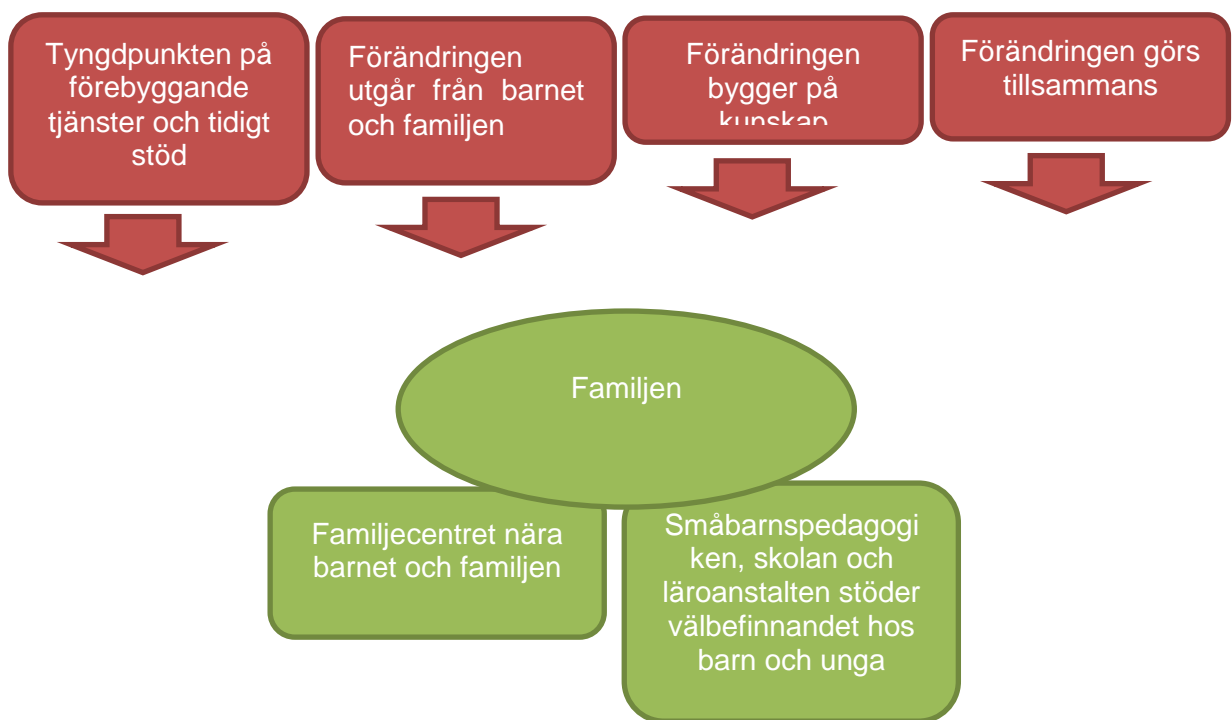 Tyngdpunkten på
förebyggande
tjänster och tidigt
stöd
Förändringen
utgår från barnet
och familjen
Förändringen
bygger på
kunskap
Förändringen görs
tillsammans
Familjen
Familjecentret nära
barnet och familjen
Småbarnspedagogi
ken, skolan och
läroanstalten stöder
välbefinnandet hos
barn och unga